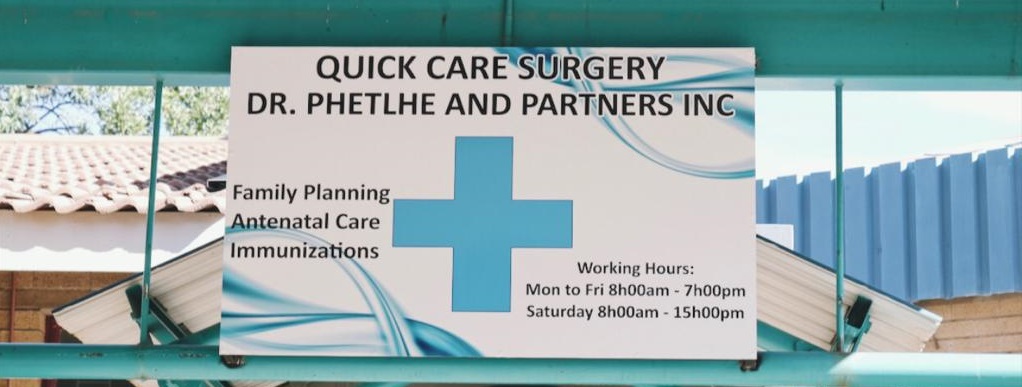 QUICK CARE SURGERY
DR. PHETLHE AND PARTNERS INC
Family Planning
Antenatal Care
Immunizations
Working Hours:
Mon to Fri 8h00am - 7h00pm
Saturday 8h00am - 15h00pm